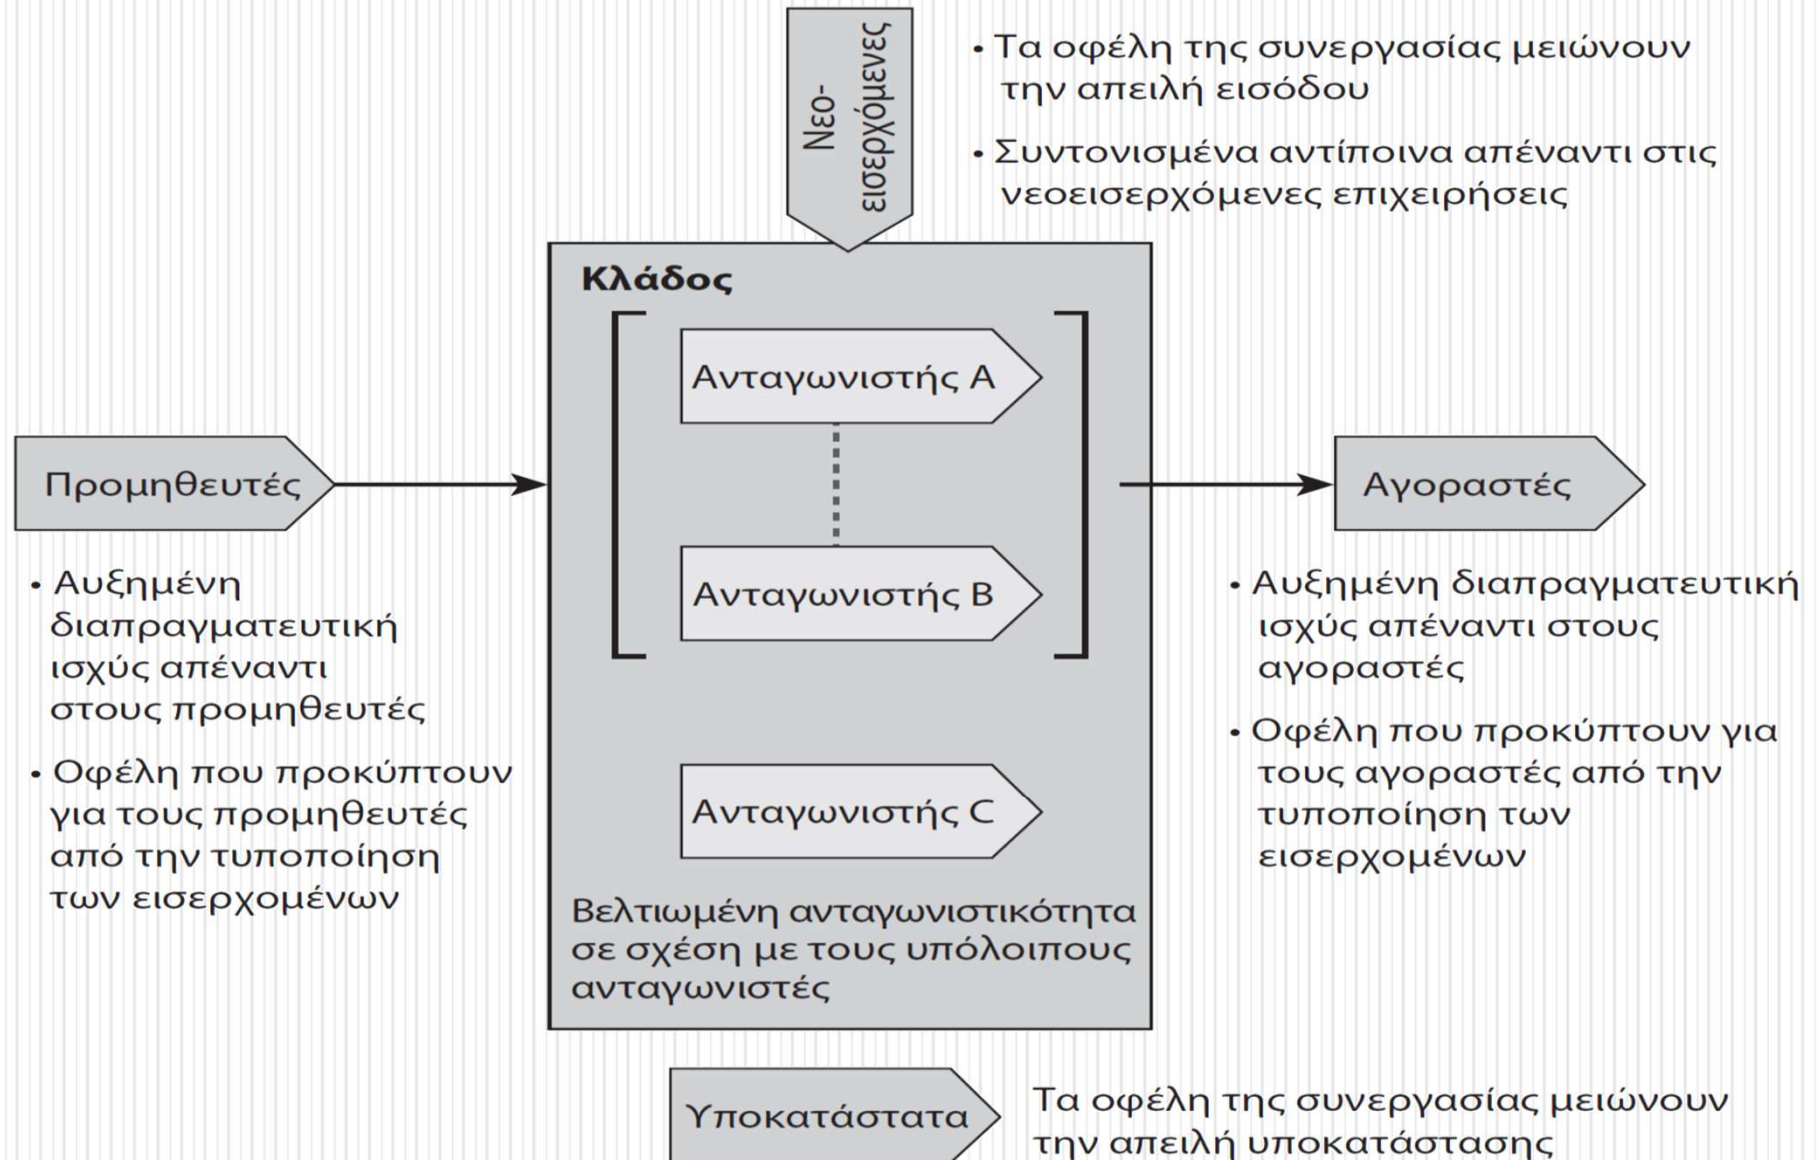 Νεο-
εισερχόμενες
• Τα οφέλη της συνεργασίας μειώνουν
την απειλή εισόδου
• Συντονισμένα αντίποινα απέναντι στις
νεοεισερχόμενες επιχειρήσεις
Κλάδος
Ανταγωνιστής Α
Ανταγωνιστής Β
Ανταγωνιστής C
Βελτιωμένη ανταγωνιστικότητα
σε σχέση με τους υπόλοιπους
ανταγωνιστές
Προμηθευτές
• Αυξημένη
διαπραγματευτική
ισχύς απέναντι
στους προμηθευτές
• Οφέλη που προκύπτουν
για τους προμηθευτές
από την τυποποίηση
των εισερχομένων
Αγοραστές
• Αυξημένη διαπραγματευτική
ισχύς απέναντι στους
αγοραστές
• Οφέλη που προκύπτουν για
τους αγοραστές από την
τυποποίηση των
εισερχομένων
Υποκατάστατα
Τα οφέλη της συνεργασίας μειώνουν
την απειλή υποκατάστασης